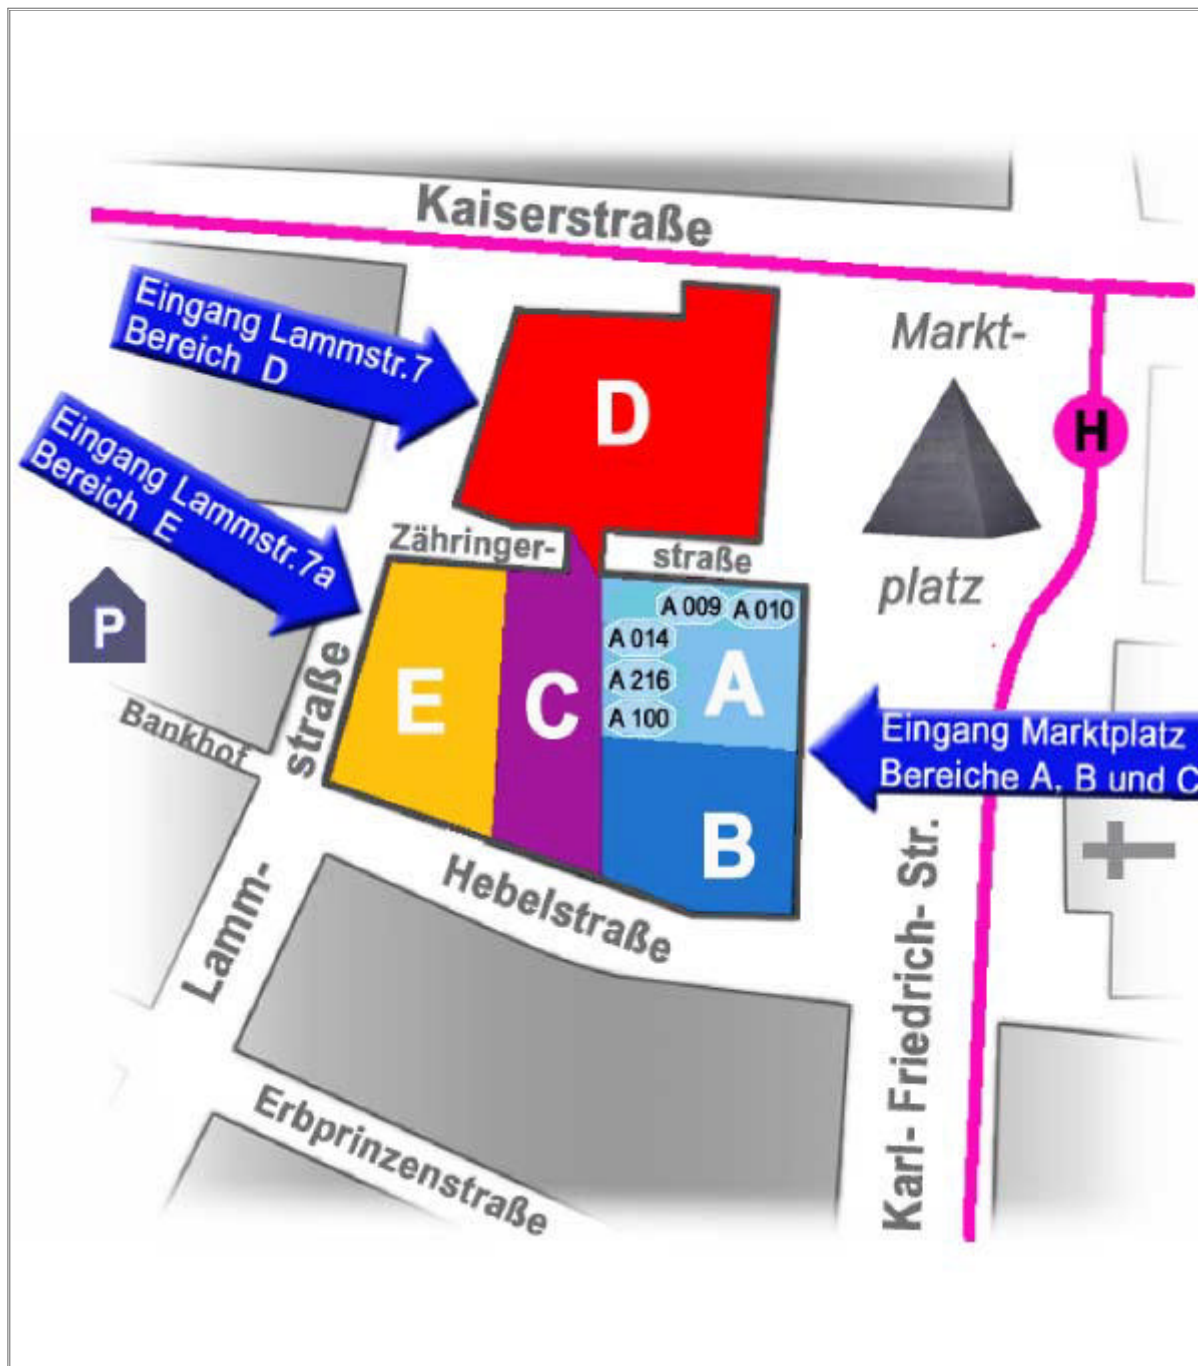 Kaiserstraße
Eingang Lammstr.7
Bereich D
Markt-
D
H
Eingang Lammstr.7a
Bereich E
Zähringer-
straße
platz
P
A 009
A 010
A 014
A 216
A 100
E
C
A
B
straße
Bankhof
Eingang Marktplatz
Bereiche A, B und C
Hebelstraße
Lamm-
Karl- Friedrich- Str.
Erbprinzenstraße